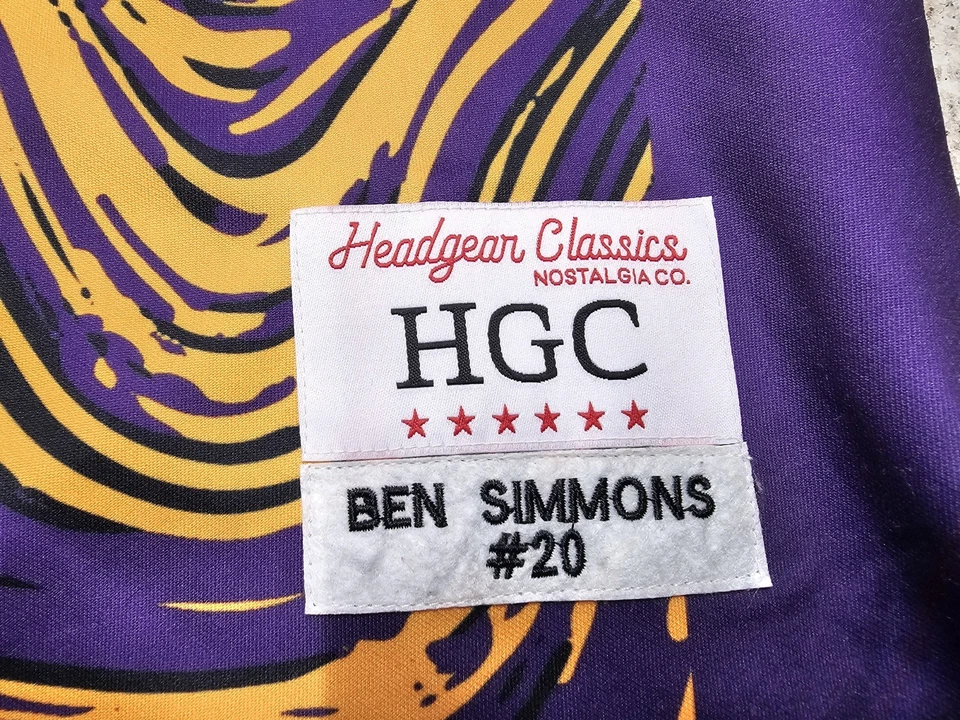 Headgear Classics
NOSTALGIA CO.
HGC
BEN SIMMONS
#20